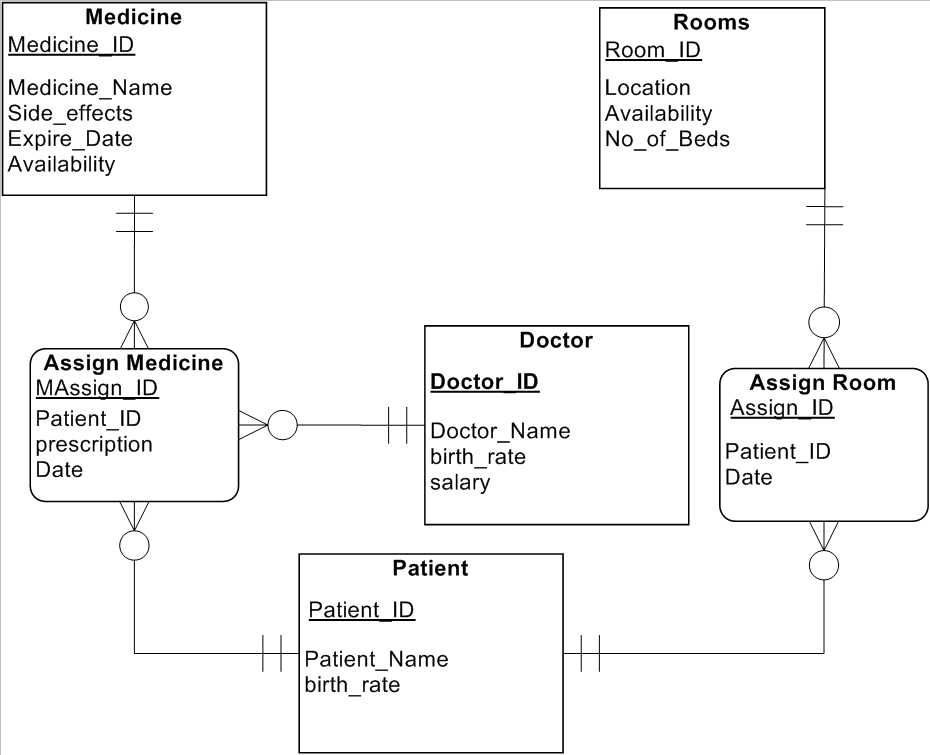 Medicine
Medicine_ID
Medicine_Name
Side_effects
Expire_Date
Availability
Rooms
Room_ID
Location
Availability
No_of_Beds
Assign Medicine
MAssign_ID
Patient_ID
prescription
Date
Doctor
Doctor_ID
Doctor_Name
birth_rate
salary
Assign Room
Assign_ID
Patient_ID
Date
Patient
Patient_ID
Patient_Name
birth_rate